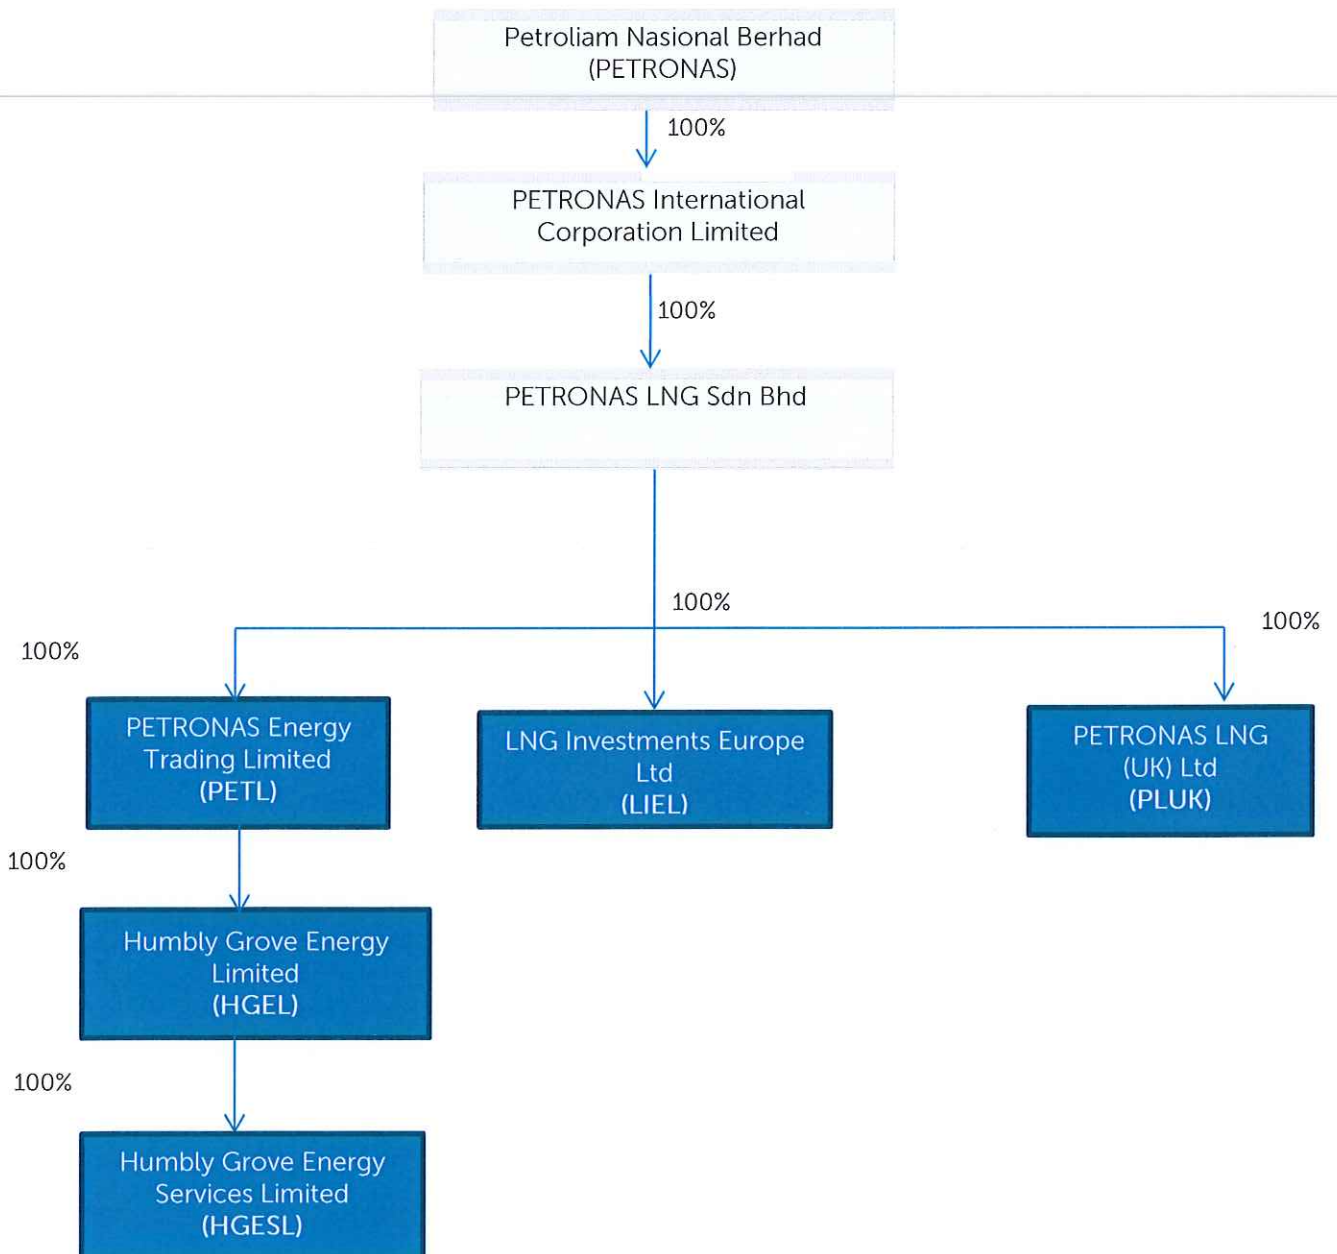 Petroliam Nasional Berhad
(PETRONAS)
100%
PETRONAS International
Corporation Limited
100%
PETRONAS LNG Sdn Bhd
100%
100%
100%
PETRONAS Energy
Trading Limited
(PETL)
LNG Investments Europe
Ltd
(LIEL)
PETRONAS LNG
(UK) Ltd
(PLUK)
100%
Humbly Grove Energy
Limited
(HGEL)
100%
Humbly Grove Energy
Services Limited
(HGESL)